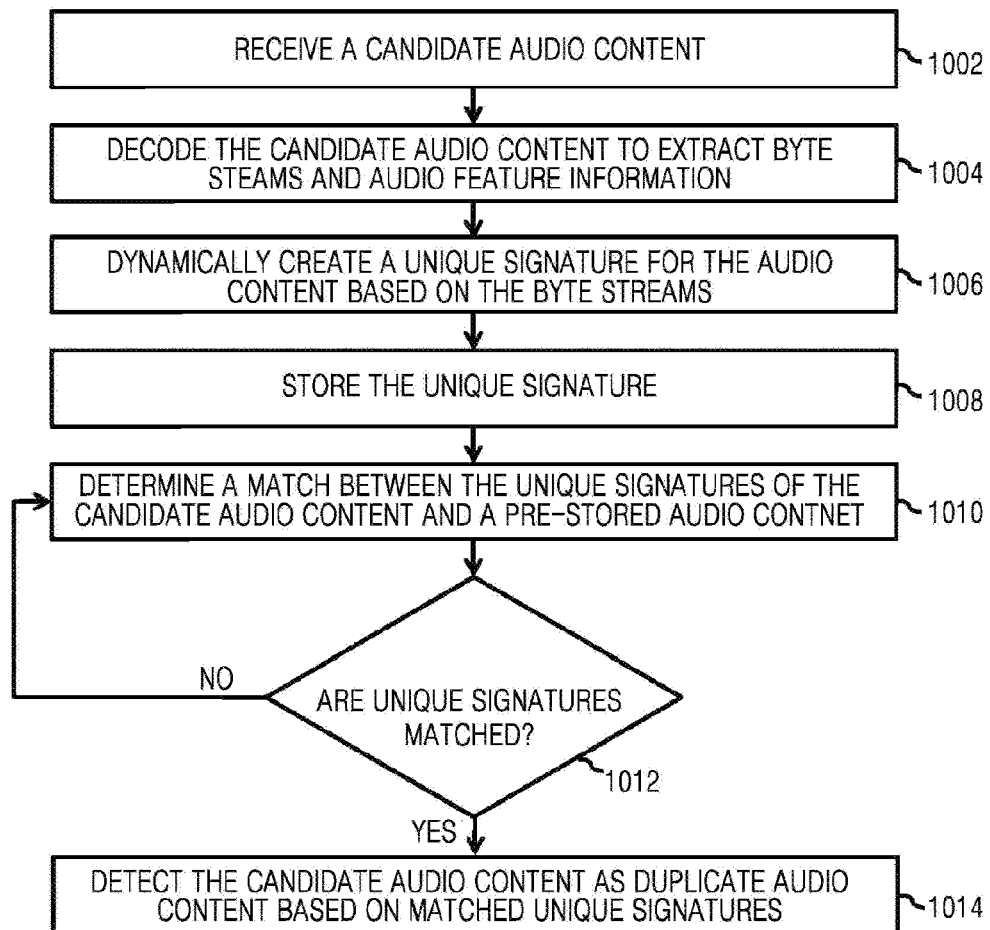 RECEIVE A CANDIDATE AUDIO CONTENT
1002
DECODE THE CANDIDATE AUDIO CONTENT TO EXTRACT BYTE
STEAMS AND AUDIO FEATURE INFORMATION
1004
DYNAMICALLY CREATE A UNIQUE SIGNATURE FOR THE AUDIO
CONTENT BASED ON THE BYTE STREAMS
1006
STORE THE UNIQUE SIGNATURE
1008
DETERMINE A MATCH BETWEEN THE UNIQUE SIGNATURES OF THE
CANDIDATE AUDIO CONTENT AND A PRE-STORED AUDIO CONTNET
1010
NO
ARE UNIQUE SIGNATURES
MATCHED?
1012
YES
DETECT THE CANDIDATE AUDIO CONTENT AS DUPLICATE AUDIO
CONTENT BASED ON MATCHED UNIQUE SIGNATURES
1014